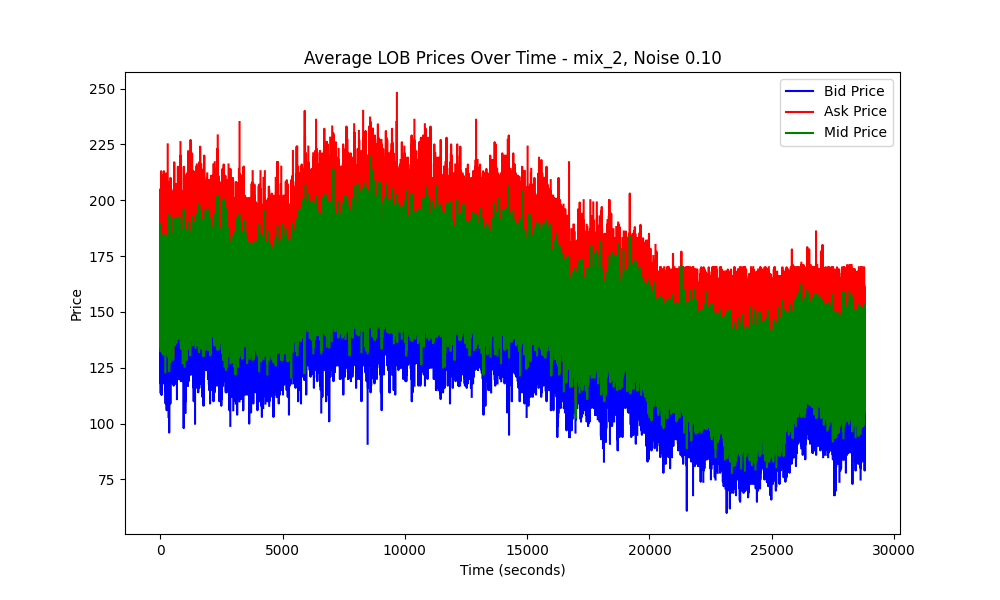 Average LOB Prices Over Time - mix_2, Noise 0.10
Bid Price
Ask Price
Mid Price
250
225
200
175
150
125
100
75
Price
0 5000 10000 15000 20000 25000 30000
Time (seconds)